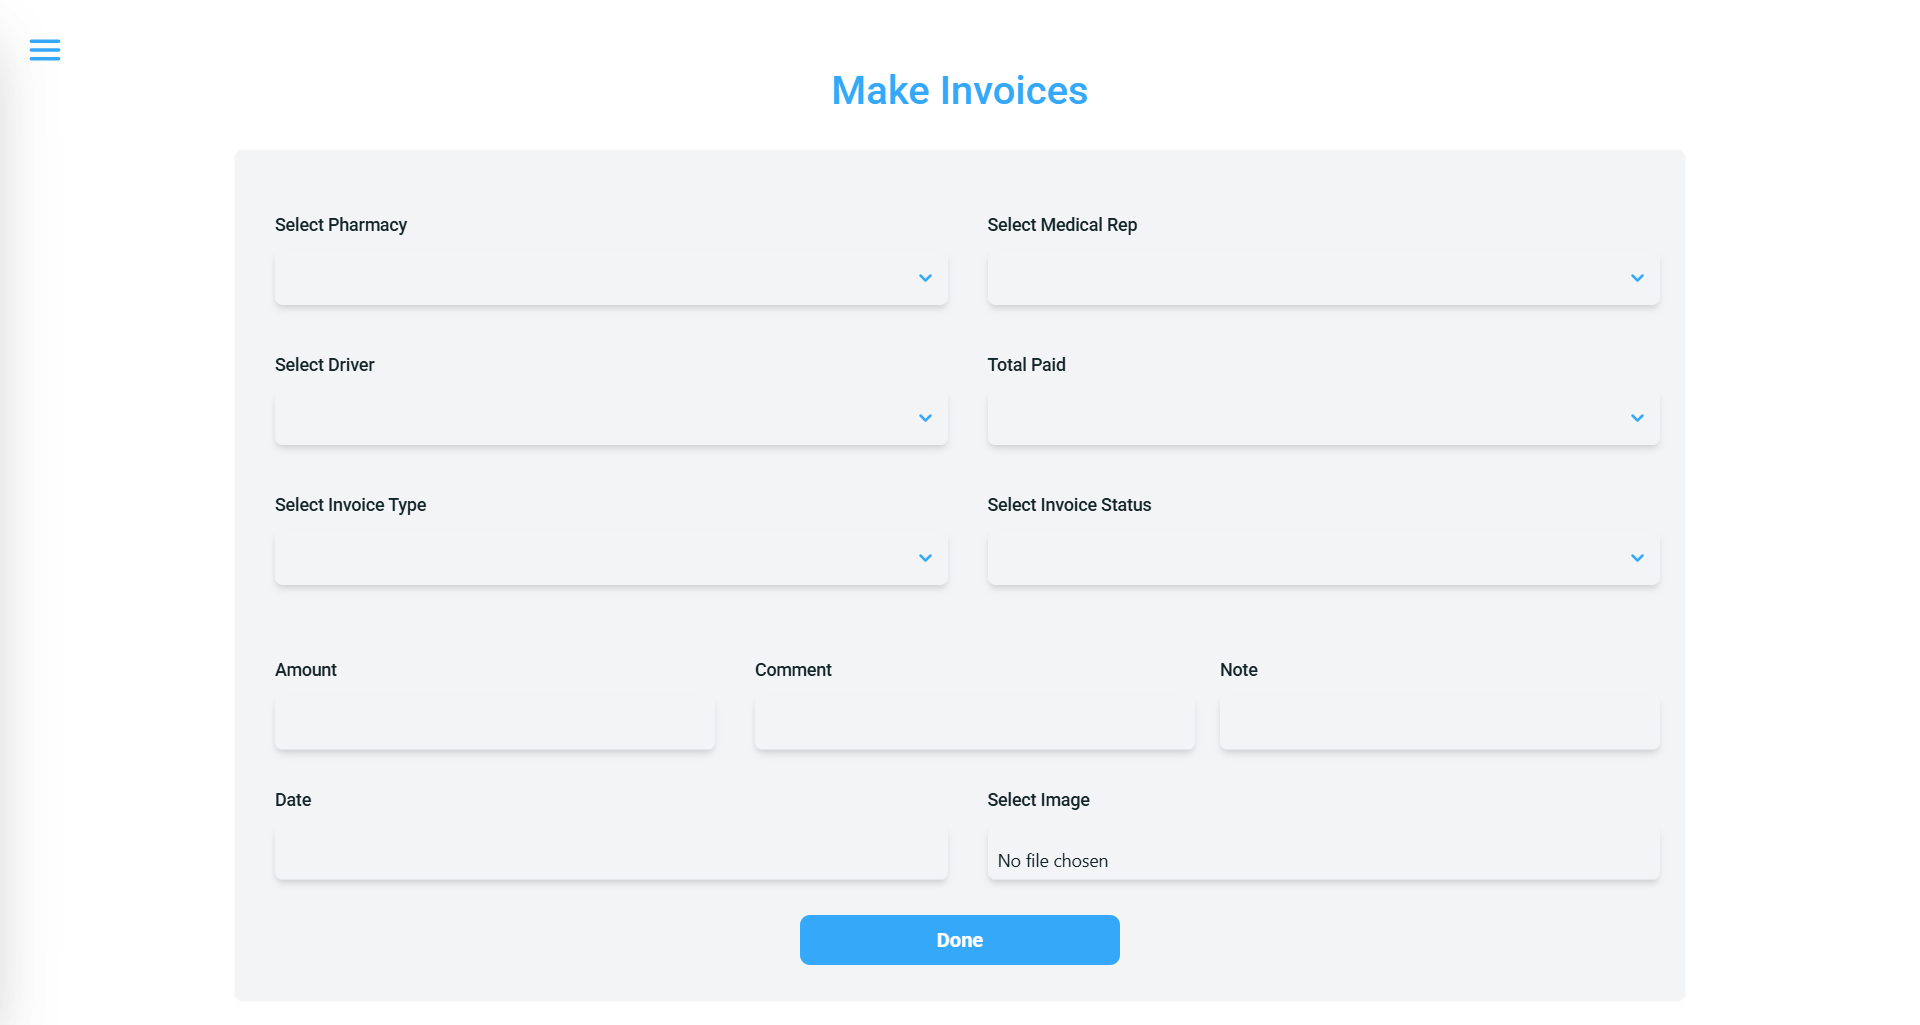 Make Invoices
Select Pharmacy
Select Medical Rep
Select Driver
Total Paid
Select Invoice Type
Select Invoice Status
Amount
Comment
Note
Date
Select Image
No file chosen
Done